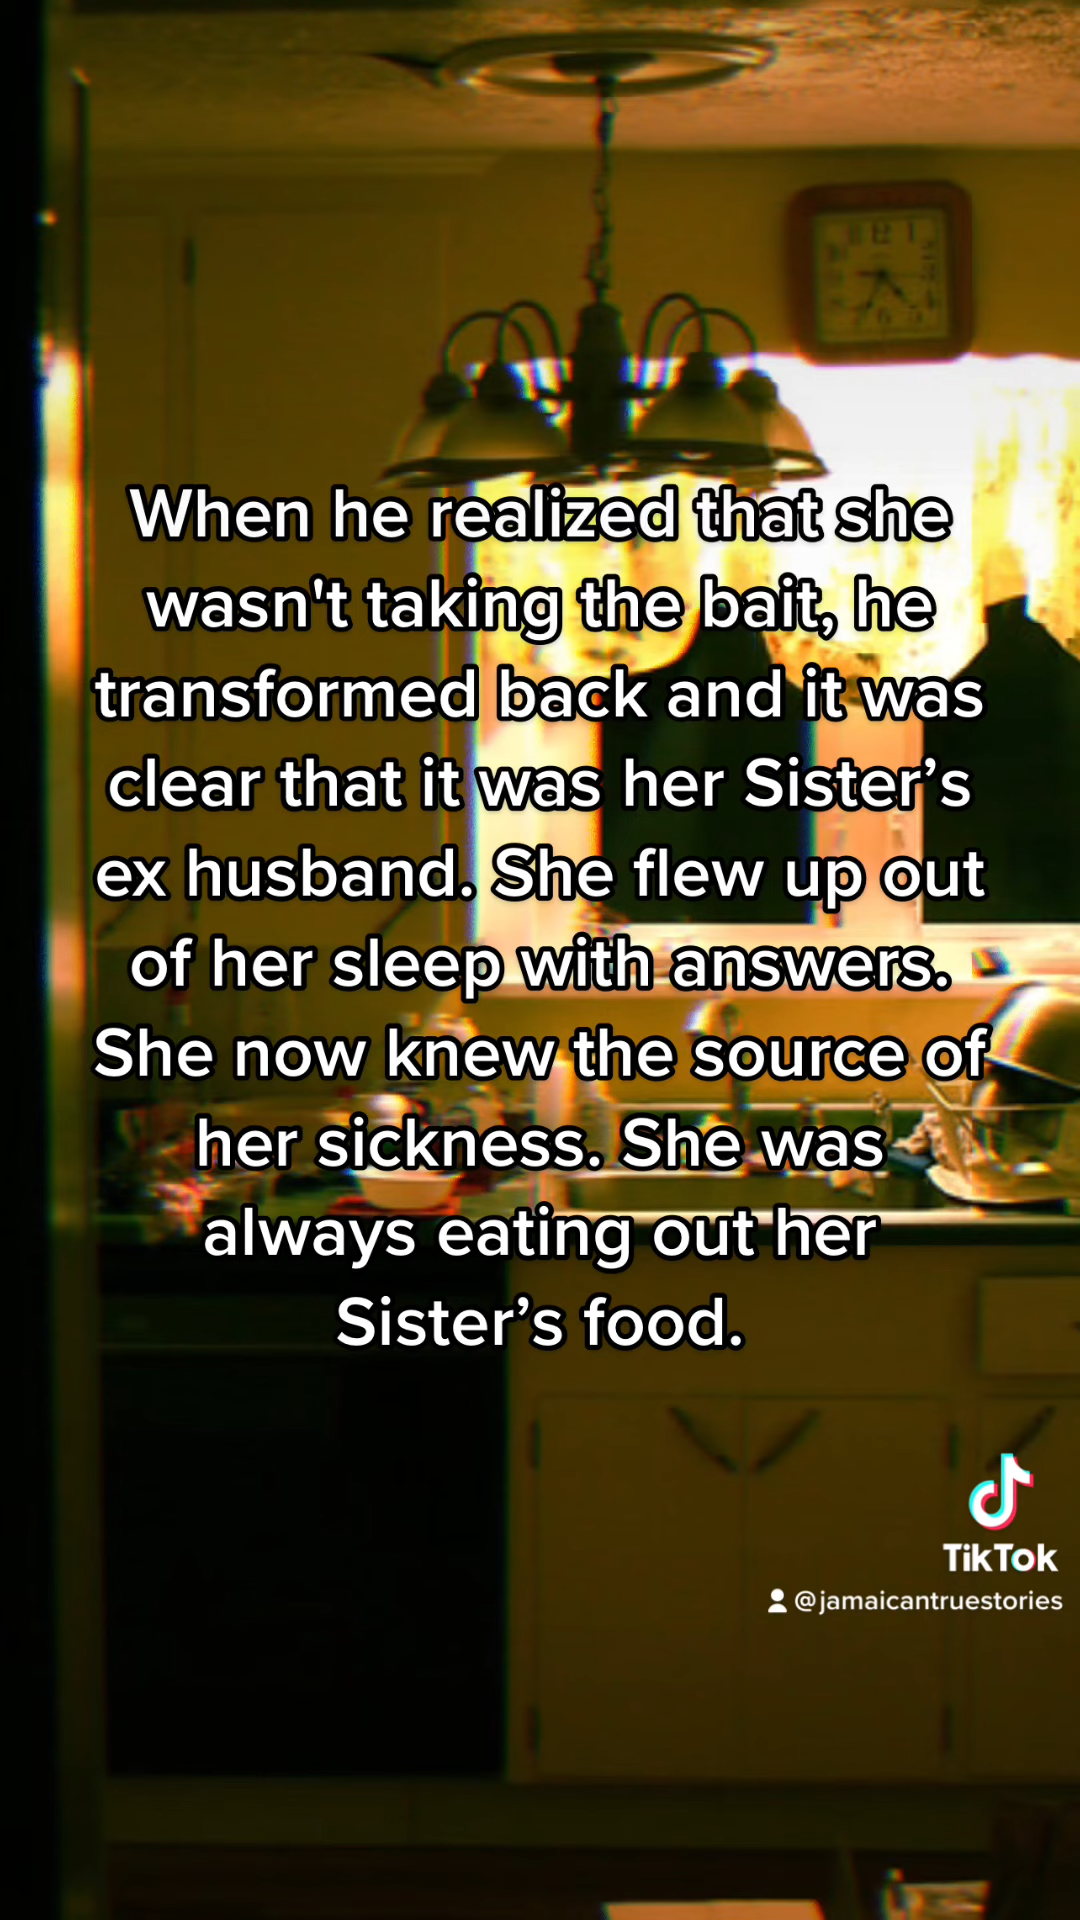 When he realized that she
wasn't taking the bait, he
transformed back and it was
clear that it was her Sister’s
ex husband. She flew up out
of her sleep with answers.
She now knew the source of
her sickness. She was
always eating out her
Sister’s food.
TikTok
@jamaicantruestories